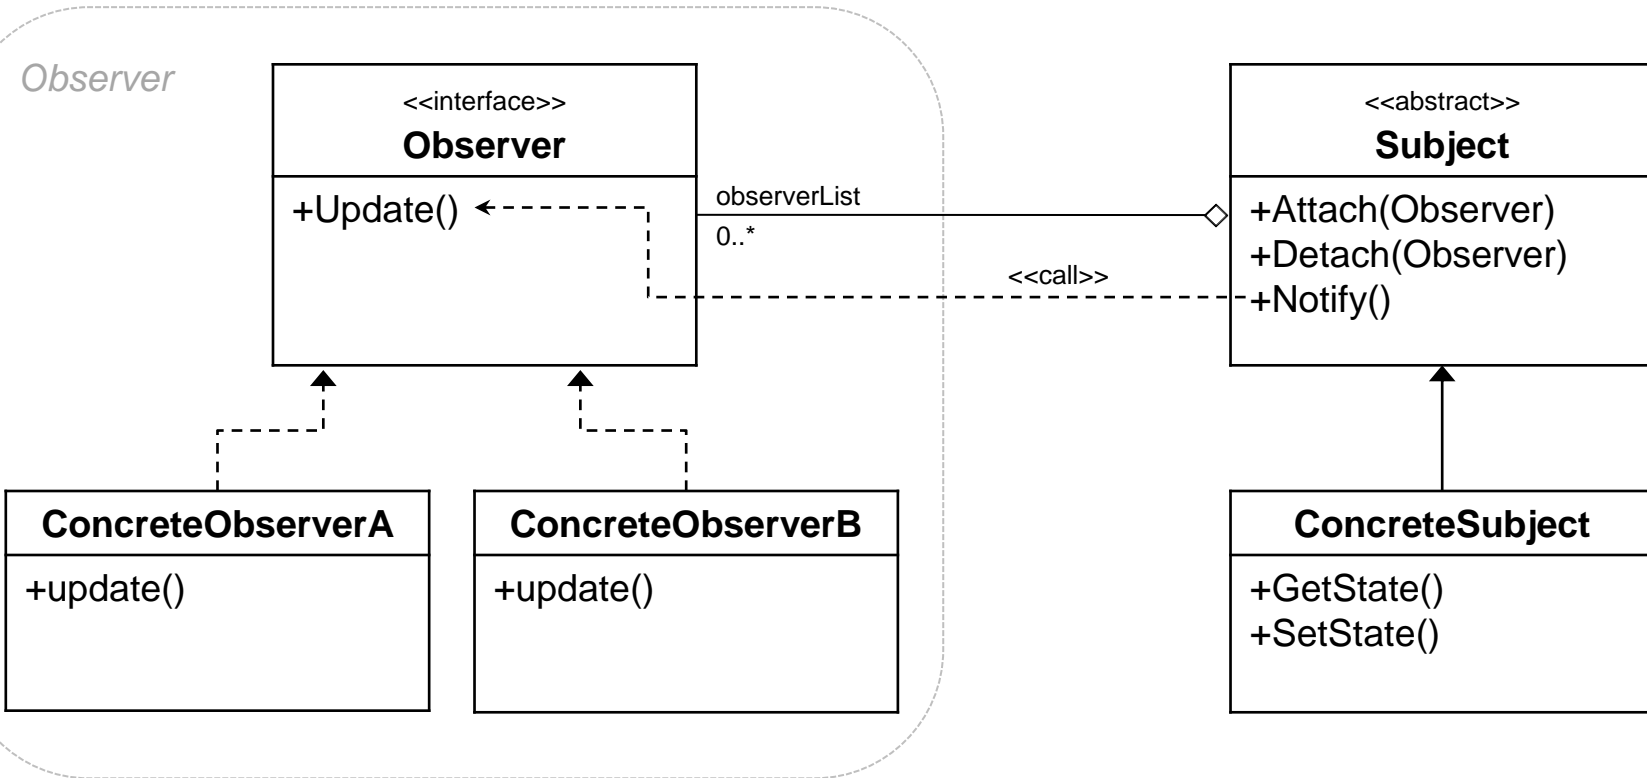 Observer
<<interface>>
Observer
+Update()
observerList
0..*
<<call>>
<<abstract>>
Subject
+Attach(Observer)
+Detach(Observer)
+Notify()
ConcreteObserverA
+update()
ConcreteObserverB
+update()
ConcreteSubject
+GetState()
+SetState()